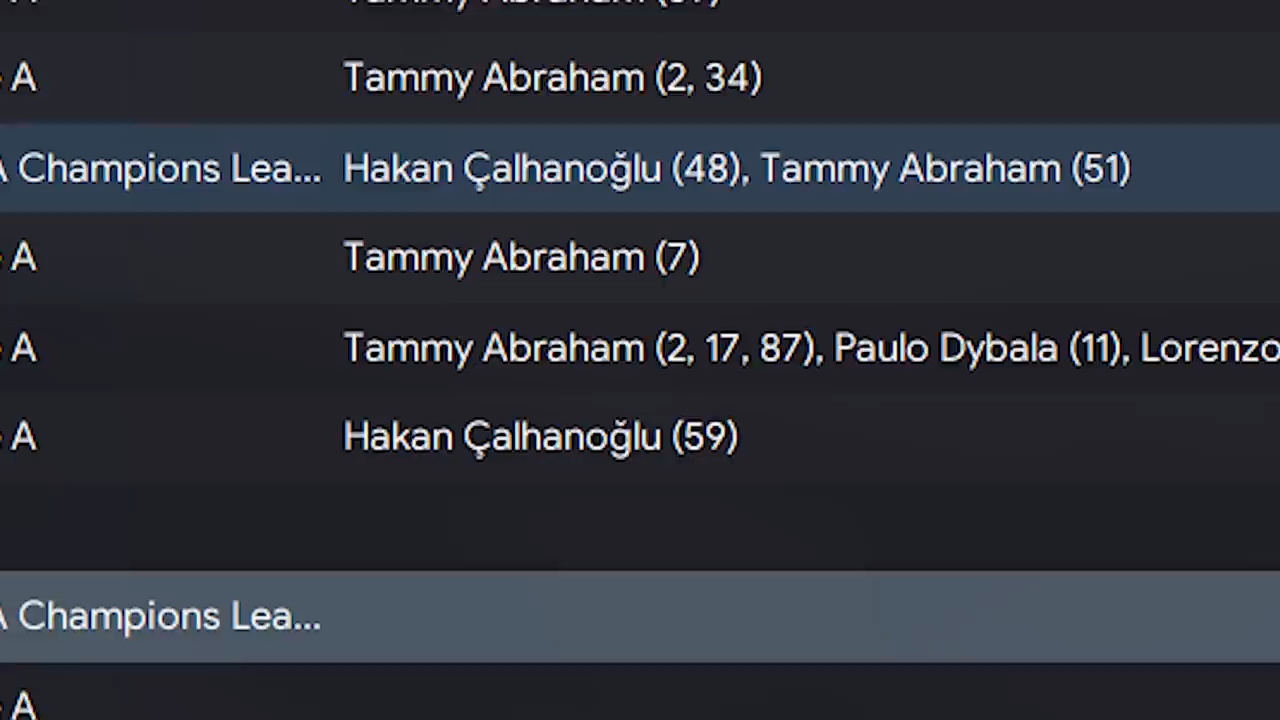 A Tammy Abraham (2, 34)
A Champions Lea... Hakan Çalhanoğlu (48), Tammy Abraham (51)
A Tammy Abraham (7)
A Tammy Abraham (2, 17, 87), Paulo Dybala (11), Lorenzo
A Hakan Çalhanoğlu (59)
A Champions Lea...
A